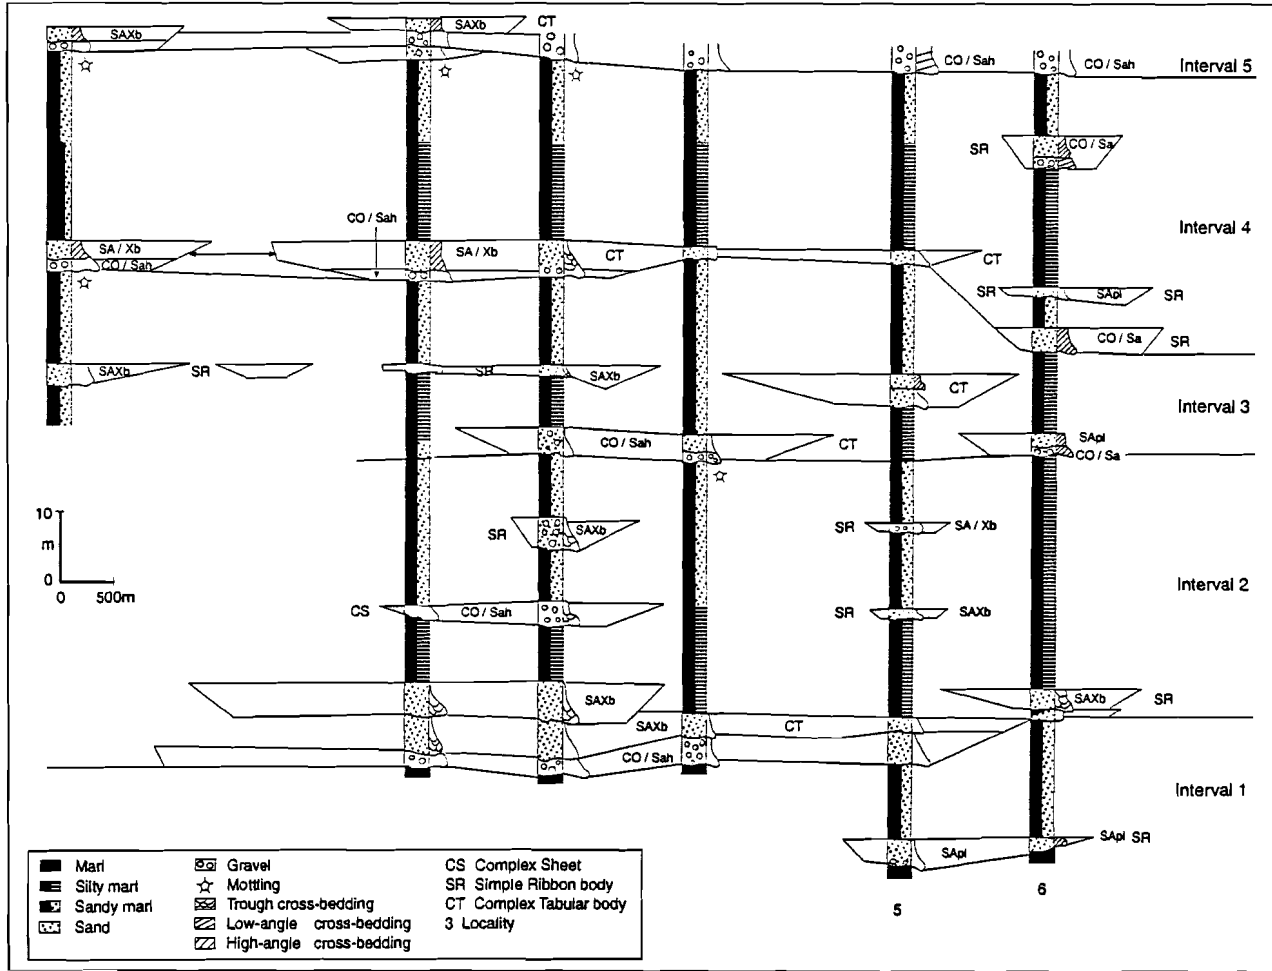 SAXb
SAXb
CT
CO / Sah
CO / Sah
Interval 5
SR
CO / Sa
CO / Sah
Interval 4
SA / Xb
CO / Sah
SA / Xb
CT
CT
SR
SApl
SR
CO / Sa
SR
SAXb
SR
SR
SAXb
CT
Interval 3
CO / Sah
CT
SApl
CO / Sa
10
m
0
0
500m
SR
SAXb
SR
SA / Xb
Interval 2
CS
CO / Sah
SR
SAXb
SAXb
SAXb
SR
SAXb
CT
CO / Sah
Interval 1
SApl
SApl
SR
Marl
Silty marl
Sandy marl
Sand
Gravel
Mottling
Trough cross-bedding
Low-angle cross-bedding
High-angle cross-bedding
CS Complex Sheet
SR Simple Ribbon body
CT Complex Tabular body
3 Locality
5
6